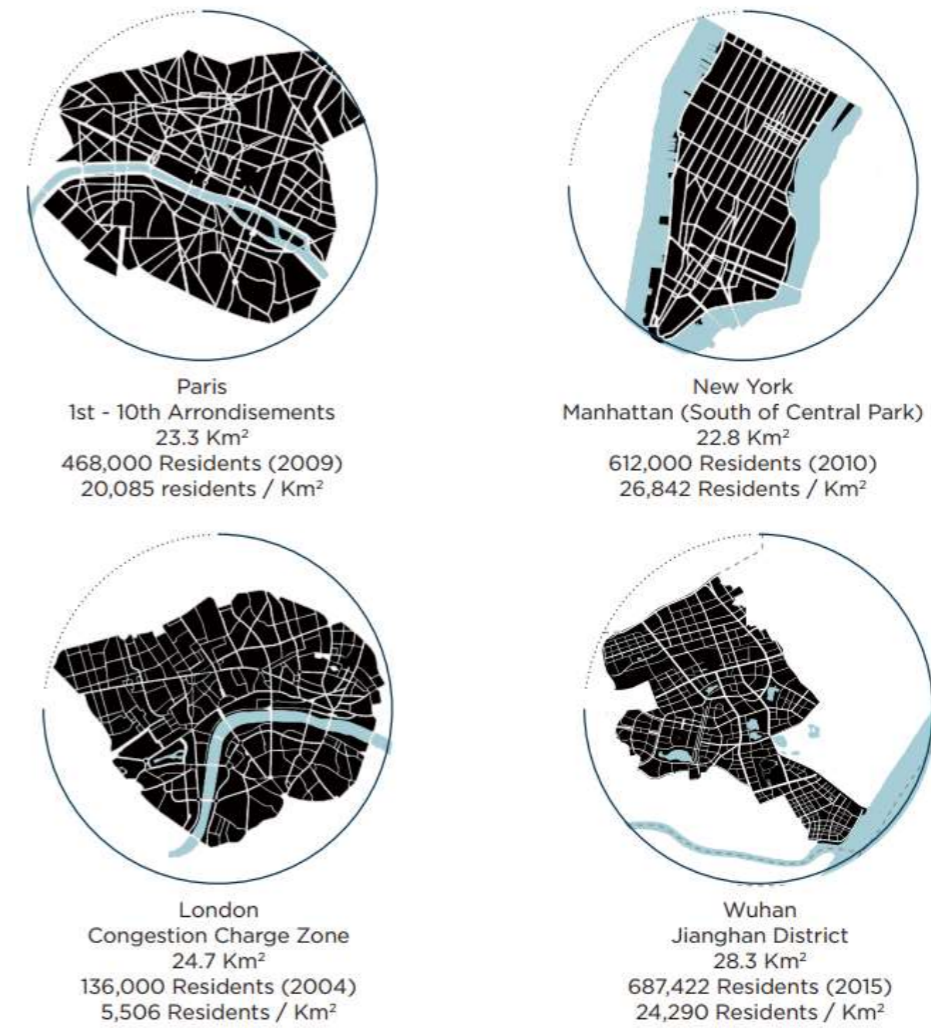 Paris
1st - 10th Arrondisements
23.3 Km²
468,000 Residents (2009)
20,085 residents / Km²
New York
Manhattan (South of Central Park)
22.8 Km²
612,000 Residents (2010)
26,842 Residents / Km²
London
Congestion Charge Zone
24.7 Km²
136,000 Residents (2004)
5,506 Residents / Km²
Wuhan
Jianghan District
28.3 Km²
687,422 Residents (2015)
24,290 Residents / Km²